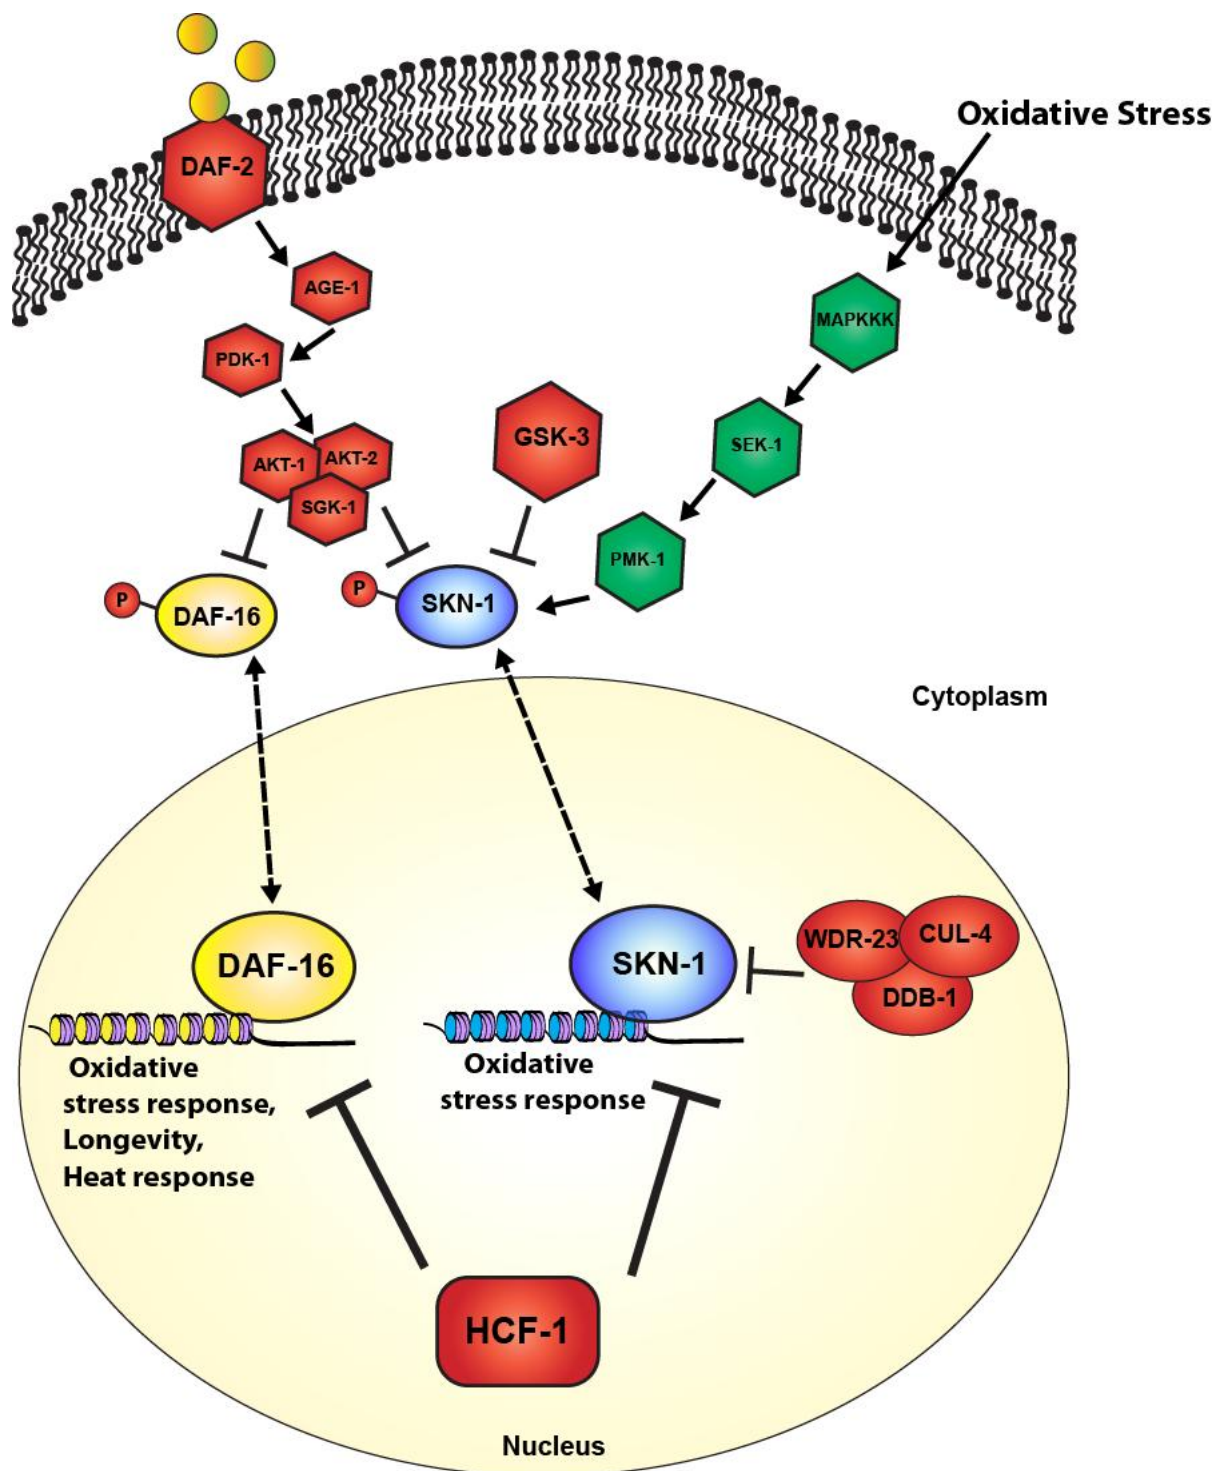 Oxidative Stress
DAF-2
AGE-1
MAPKKK
PDK-1
GSK-3
SEK-1
AKT-1
AKT-2
SGK-1
PMK-1
P
DAF-16
P
SKN-1
Cytoplasm
DAF-16
SKN-1
WDR-23
CUL-4
DDB-1
Oxidative
stress response,
Longevity,
Heat response
Oxidative
stress response
HCF-1
Nucleus